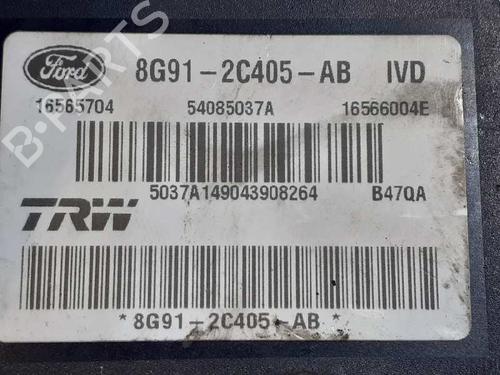 Ford 8G91-2C405-AB IVD
16565704 54085037A 16566004E
5037A149043908264 B47QA
TRW
*8G91-2C405-AB*
B-PARTS